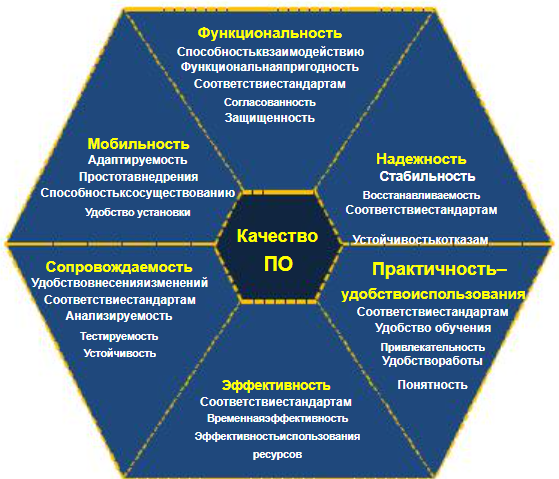 Функциональность
Способностьквзаимодействию
Функциональнаяпригодность
Соответствиестандартам
Согласованность
Защищенность
Мобильность
Адаптируемость
Простотавнедрения
Способностьксосуществованию
Удобство установки
Надежность
Стабильность
Восстанавливаемость
Соответствиестандартам
Устойчивостькотказам
Качество
ПО
Сопровождаемость
Удобствовнесенияизменений
Соответствиестандартам
Анализируемость
Тестируемость
Устойчивость
Практичность–
удобствоиспользования
Соответствиестандартам
Удобство обучения
Привлекательность
Удобствоработы
Понятность
Эффективность
Соответствиестандартам
Временнаяэффективность
Эффективностьиспользования
ресурсов